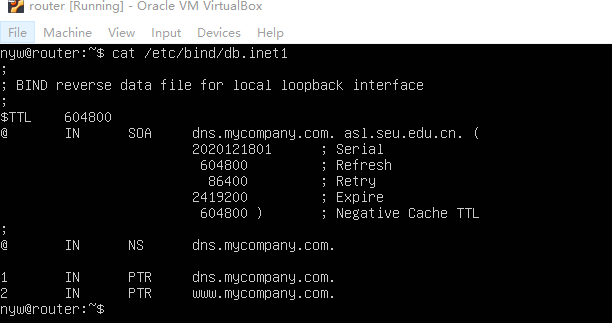 router [Running] - Oracle VM VirtualBox
File Machine View Input Devices Help
nyw@router:~$ cat /etc/bind/db.inet1
;
; BIND reverse data file for local loopback interface
;
$TTL 604800
@ IN SOA dns.mycompany.com. asl.seu.edu.cn. (
2020121801 ; Serial
604800 ; Refresh
86400 ; Retry
2419200 ; Expire
604800 ) ; Negative Cache TTL
;
@ IN NS dns.mycompany.com.
1 IN PTR dns.mycompany.com.
2 IN PTR www.mycompany.com.
nyw@router:~$